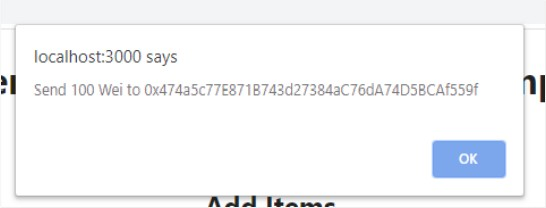 localhost:3000 says
Send 100 Wei to 0x474a5c77E871B743d27384aC76dA74D5BCAf559f
OK
Add Items